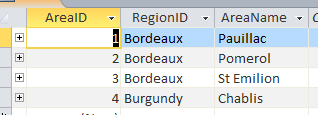 AreaID RegionID AreaName
1 Bordeaux Pauillac
2 Bordeaux Pomerol
3 Bordeaux St Emilion
4 Burgundy Chablis